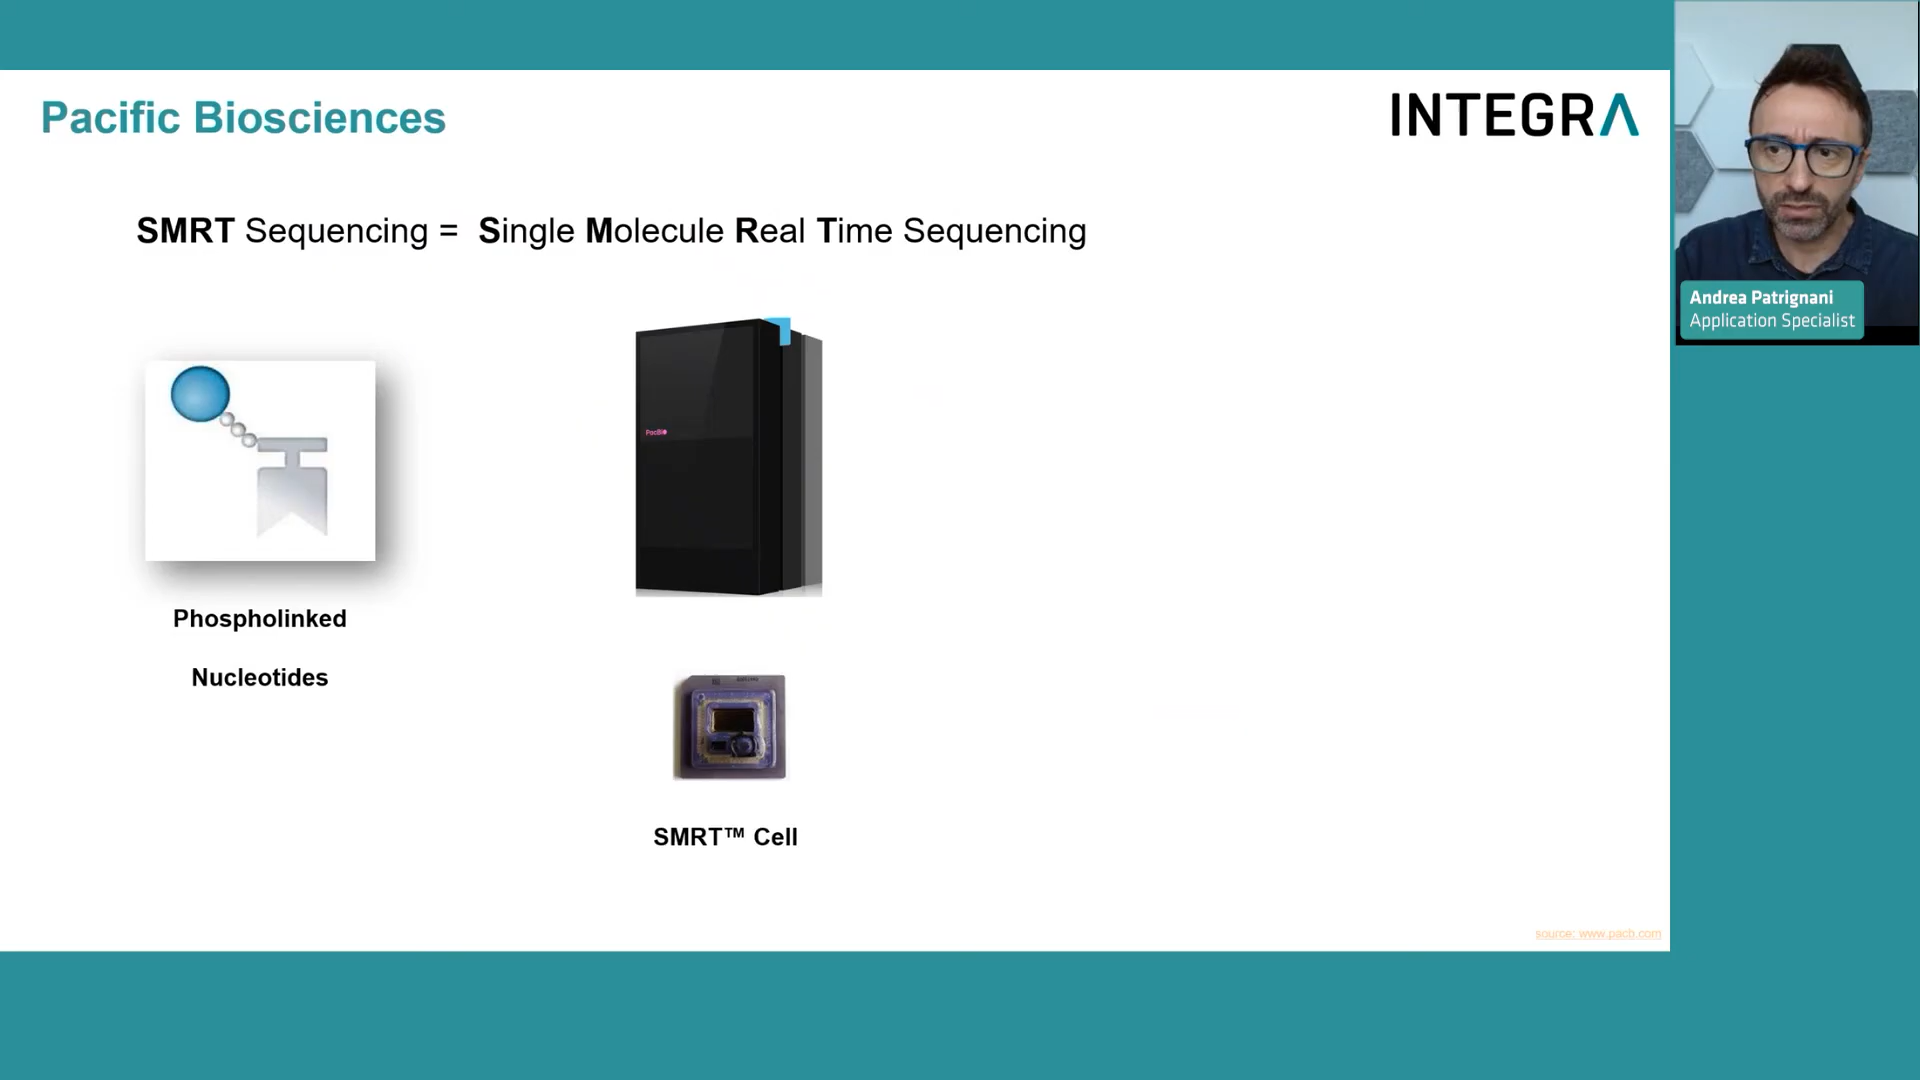 Pacific Biosciences
INTEGRA
SMRT Sequencing = Single Molecule Real Time Sequencing
Andrea Patrignani
Application Specialist
PacBio
Phospholinked
Nucleotides
SMRT™ Cell
source: www.pacb.com